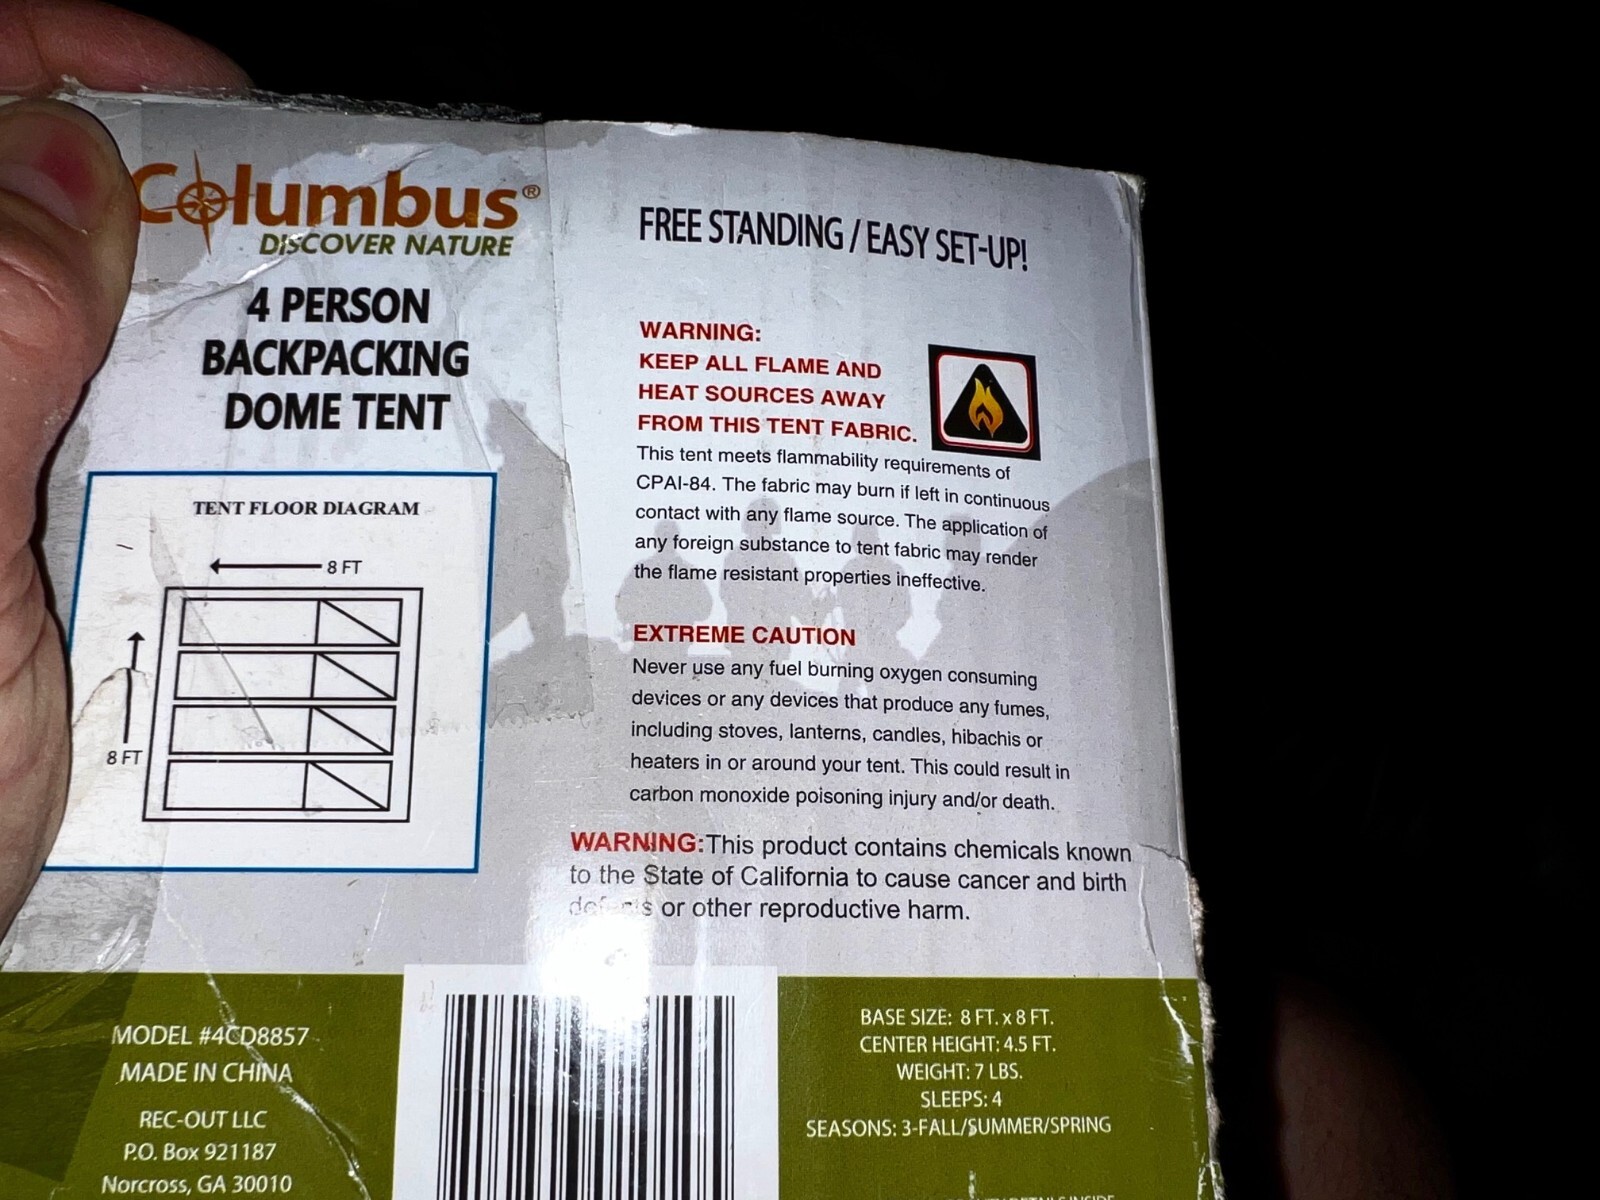 Columbus®
DISCOVER NATURE
4 PERSON
BACKPACKING
DOME TENT
TENT FLOOR DIAGRAM
8 FT
8 FT
MODEL #4CD8857
MADE IN CHINA
REC-OUT LLC
P.O. Box 921187
Norcross, GA 30010
FREE STANDING / EASY SET-UP!
WARNING:
KEEP ALL FLAME AND
HEAT SOURCES AWAY
FROM THIS TENT FABRIC.
This tent meets flammability requirements of
CPAI-84. The fabric may burn if left in continuous
contact with any flame source. The application of
any foreign substance to tent fabric may render
the flame resistant properties ineffective.
EXTREME CAUTION
Never use any fuel burning oxygen consuming
devices or any devices that produce any fumes,
including stoves, lanterns, candles, hibachis or
heaters in or around your tent. This could result in
carbon monoxide poisoning injury and/or death.
WARNING:This product contains chemicals known
to the State of California to cause cancer and birth
defects or other reproductive harm.
BASE SIZE: 8 FT. x 8 FT.
CENTER HEIGHT: 4.5 FT.
WEIGHT: 7 LBS.
SLEEPS: 4
SEASONS: 3-FALL/SUMMER/SPRING